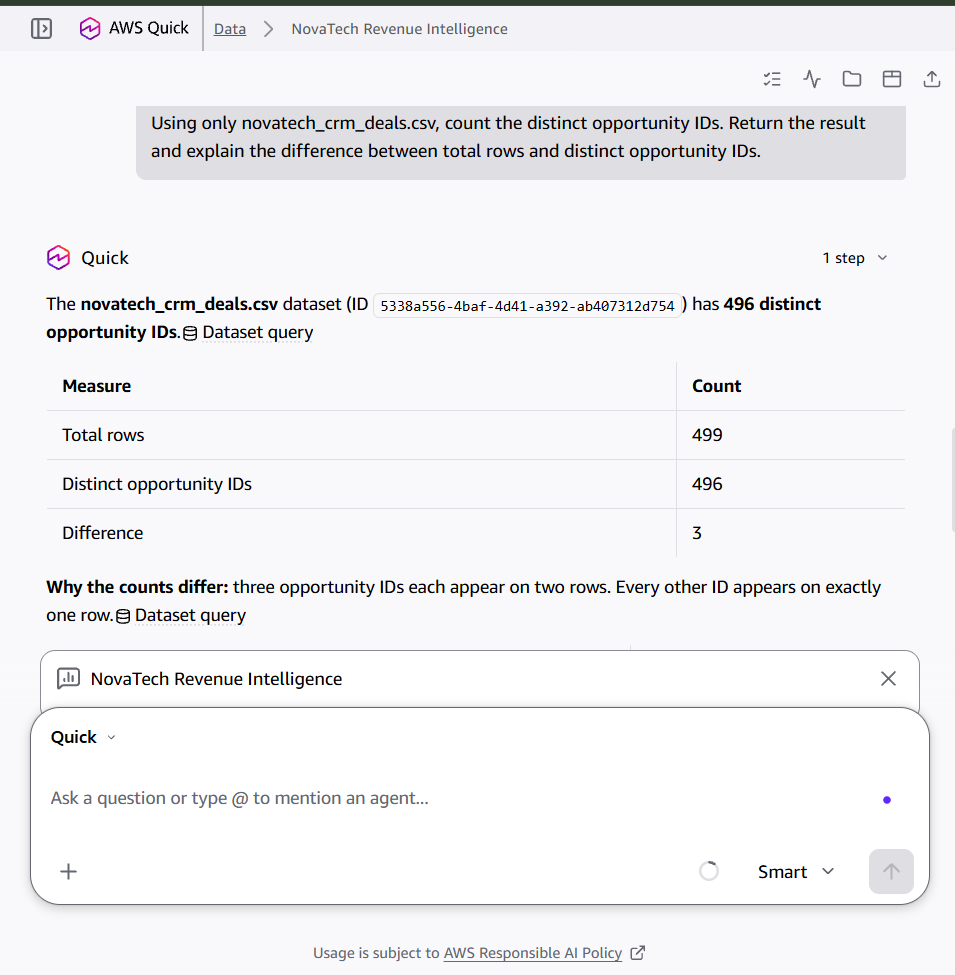 AWS Quick Data NovaTech Revenue Intelligence
Using only novatech_crm_deals.csv, count the distinct opportunity IDs. Return the result
and explain the difference between total rows and distinct opportunity IDs.
Quick 1 step
The novatech_crm_deals.csv dataset (ID 5338a556-4baf-4d41-a392-ab407312d754) has 496 distinct
opportunity IDs. Dataset query
Measure Count
Total rows 499
Distinct opportunity IDs 496
Difference 3
Why the counts differ: three opportunity IDs each appear on two rows. Every other ID appears on exactly
one row. Dataset query
NovaTech Revenue Intelligence
Quick
Ask a question or type @ to mention an agent...
Smart
Usage is subject to AWS Responsible AI Policy